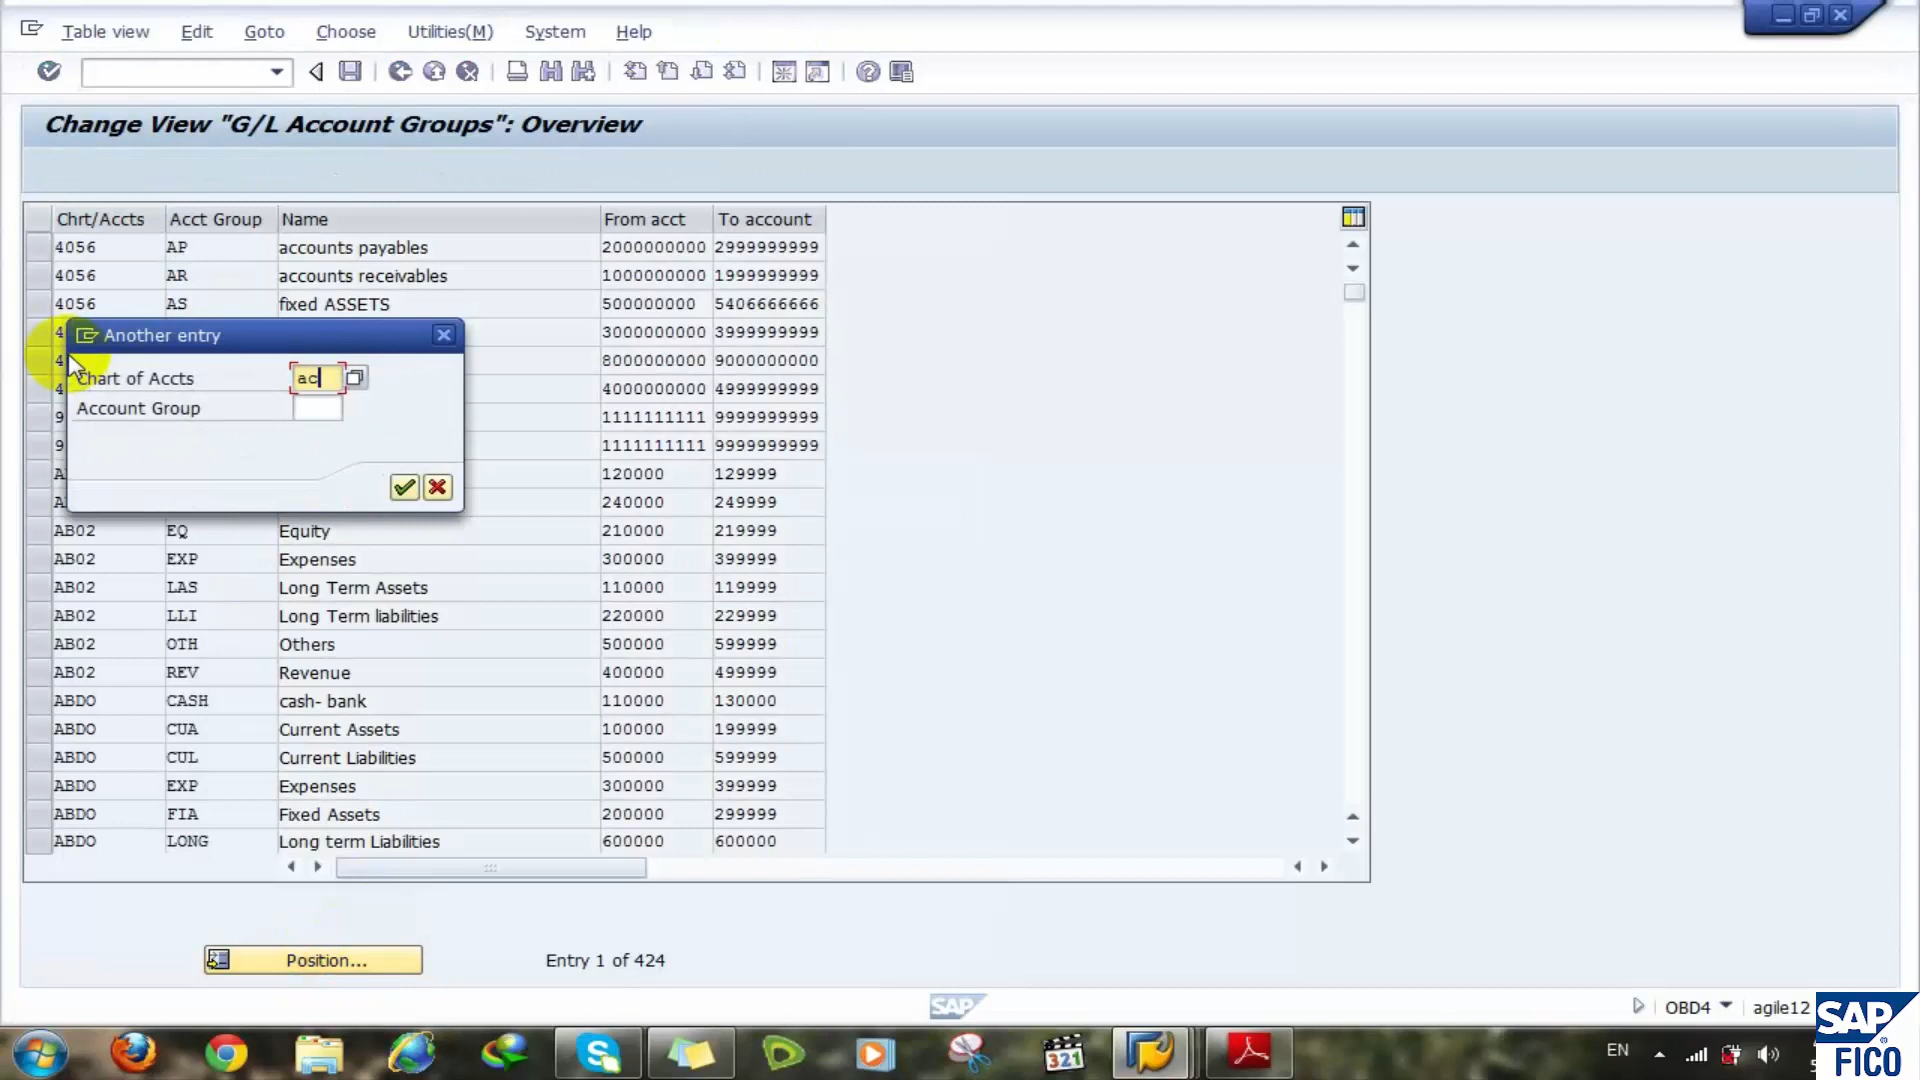 Table view Edit Goto Choose Utilities(M) System Help
Change View "G/L Account Groups": Overview
Chrt/Accts Acct Group Name From acct To account
4056 AP accounts payables 2000000000 2999999999
4056 AR accounts receivables 1000000000 1999999999
4056 AS fixed ASSETS 500000000 5406666666
4 3000000000 3999999999
4 8000000000 9000000000
4 4000000000 4999999999
9 1111111111 9999999999
9 1111111111 9999999999
A 120000 129999
A 240000 249999
Another entry
Chart of Accts ac
Account Group
AB02 EQ Equity 210000 219999
AB02 EXP Expenses 300000 399999
AB02 LAS Long Term Assets 110000 119999
AB02 LLI Long Term liabilities 220000 229999
AB02 OTH Others 500000 599999
AB02 REV Revenue 400000 499999
ABDO CASH cash- bank 110000 130000
ABDO CUA Current Assets 100000 199999
ABDO CUL Current Liabilities 500000 599999
ABDO EXP Expenses 300000 399999
ABDO FIA Fixed Assets 200000 299999
ABDO LONG Long term Liabilities 600000 600000
Position... Entry 1 of 424
SAP
OBD4 agile12
SAP
FICO
321
EN